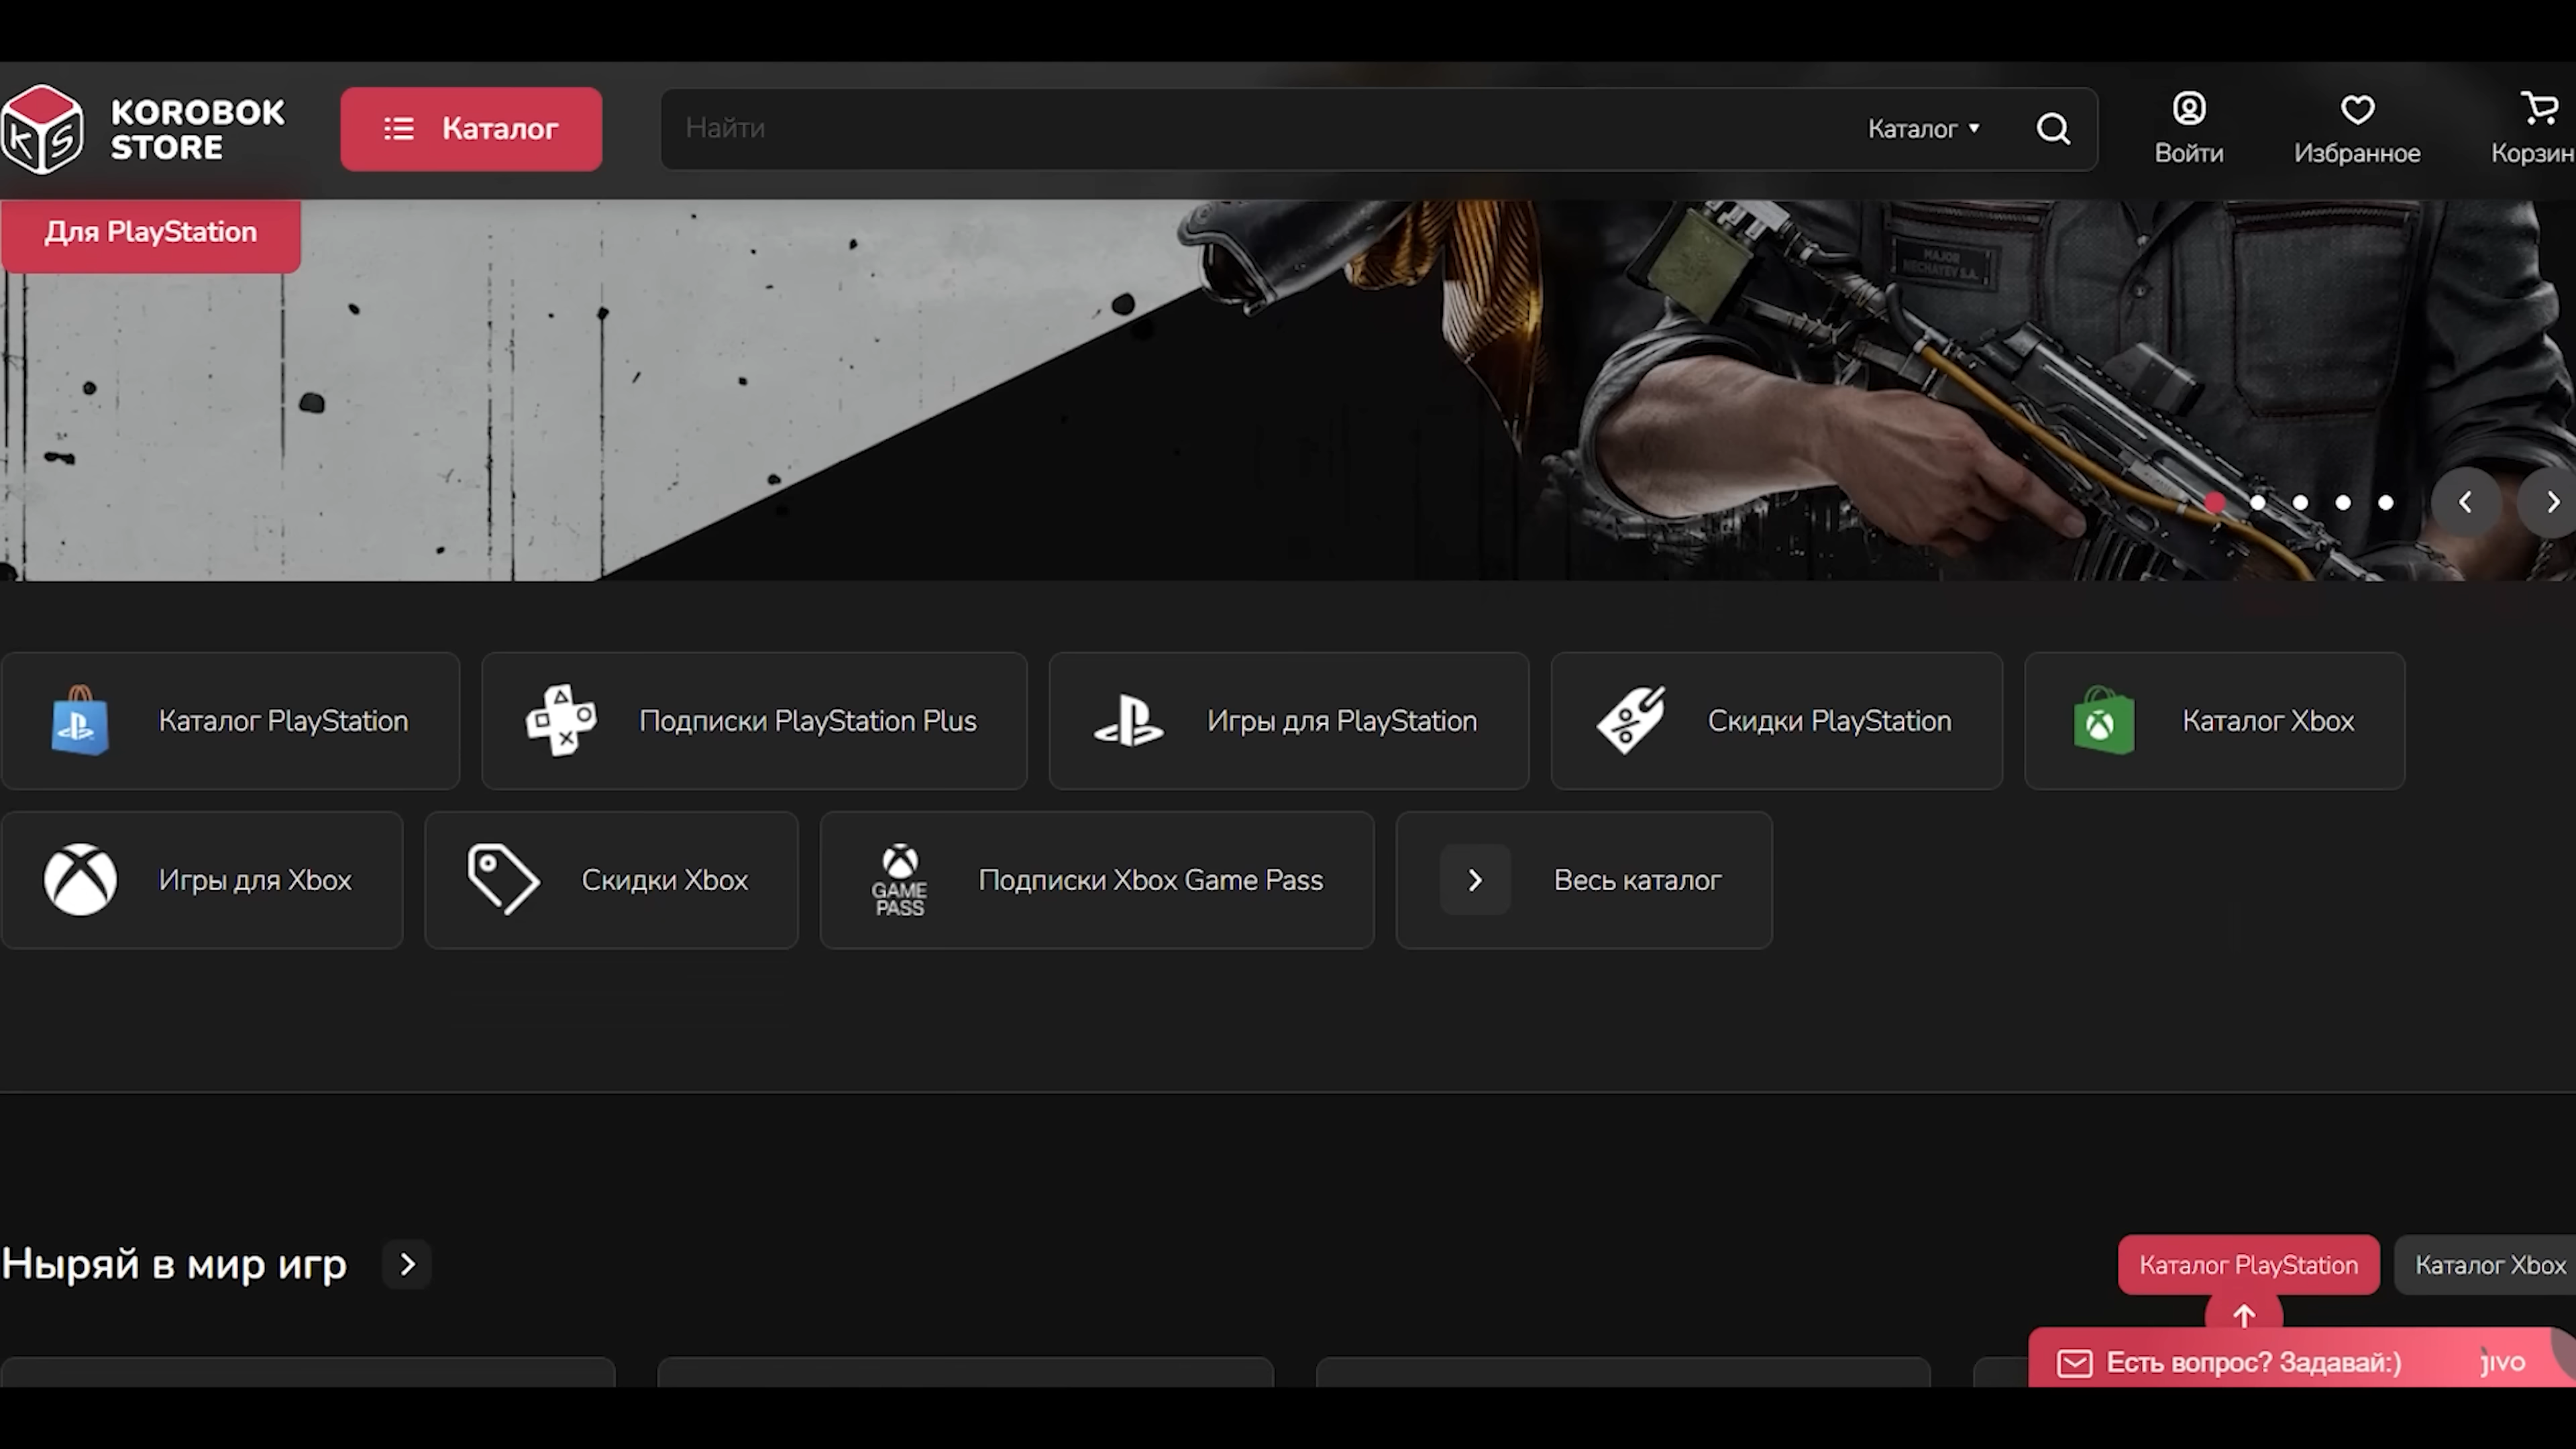 KOROBOK
STORE
Каталог
Найти
Каталог
Войти
Избранное
Корзин
Для PlayStation
MAJOR
NECHAYEV S.A.
Каталог PlayStation
Подписки PlayStation Plus
Игры для PlayStation
Скидки PlayStation
Каталог Xbox
Игры для Xbox
Скидки Xbox
GAME
PASS
Подписки Xbox Game Pass
Весь каталог
Ныряй в мир игр
Каталог PlayStation
Каталог Xbox
Есть вопрос? Задавай:)
jivo